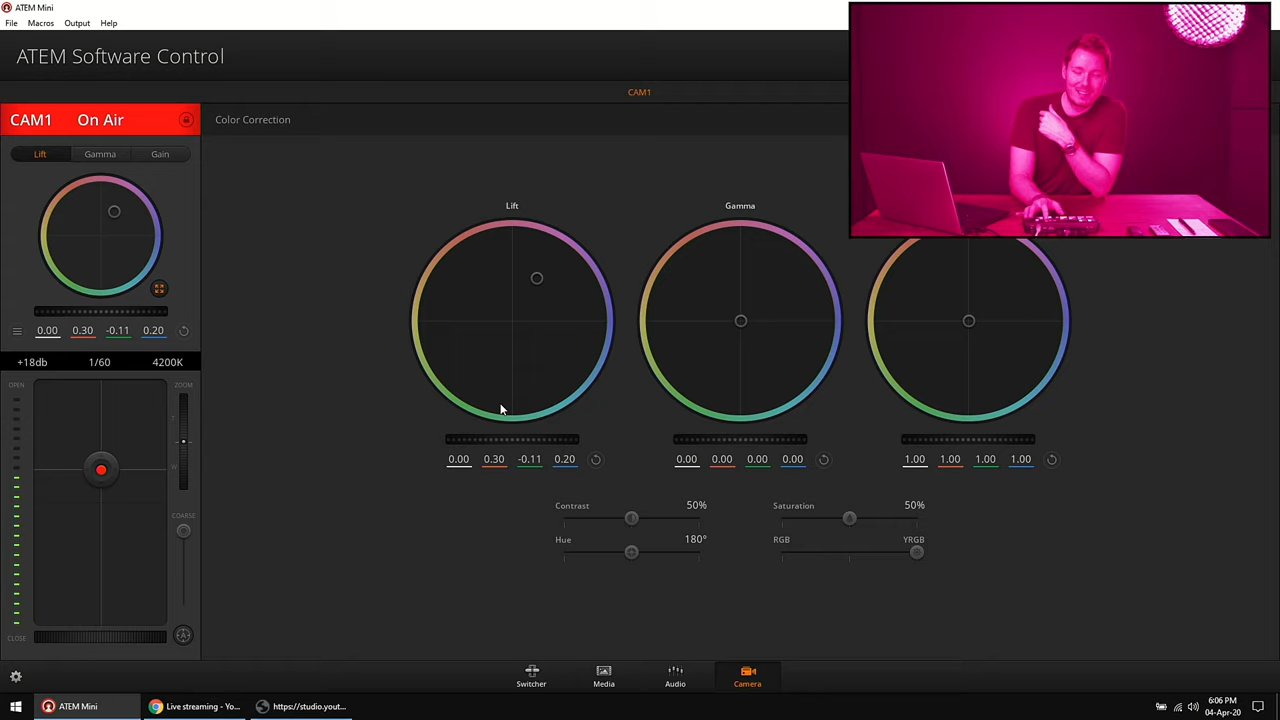 ATEM Mini
File Macros Output Help
ATEM Software Control
CAM1
CAM1 On Air
Color Correction
Lift Gamma Gain
Lift
Gamma
0.00 0.30 -0.11 0.20
+18db 1/60 4200K
OPEN
ZOOM
T
W
COARSE
CLOSE
A
0.00 0.30 -0.11 0.20
0.00 0.00 0.00 0.00
1.00 1.00 1.00 1.00
Contrast 50%
Saturation 50%
Hue 180°
RGB YRGB
Switcher
Media
Audio
Camera
ATEM Mini
Live streaming - Yo...
https://studio.yout...
6:06 PM
04-Apr-20